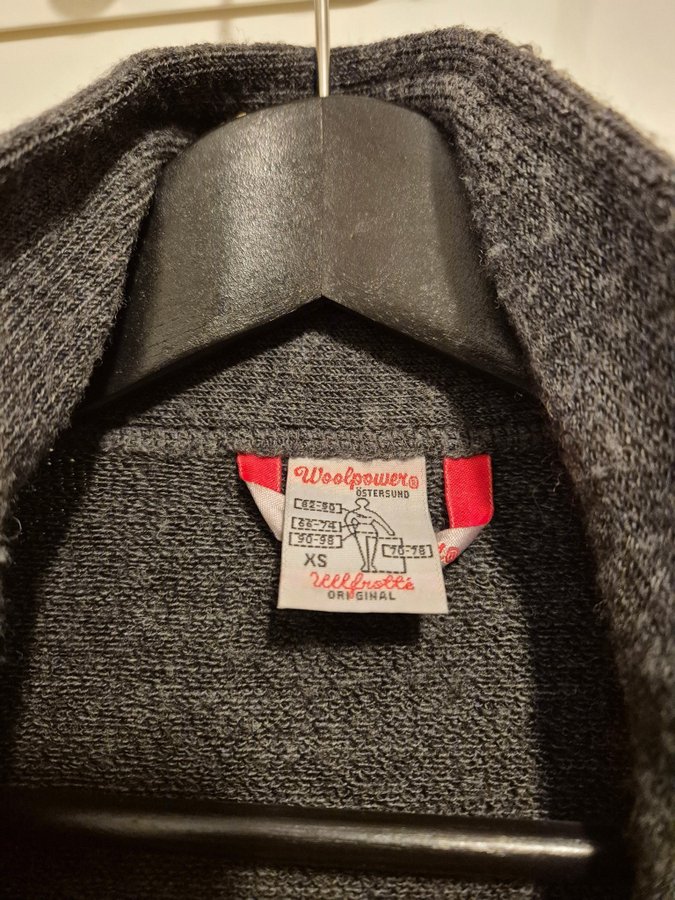 Woolpower®
ÖSTERSUND
82-90
66-74
90-98
70-78
XS
Ullfrotté
ORIGINAL